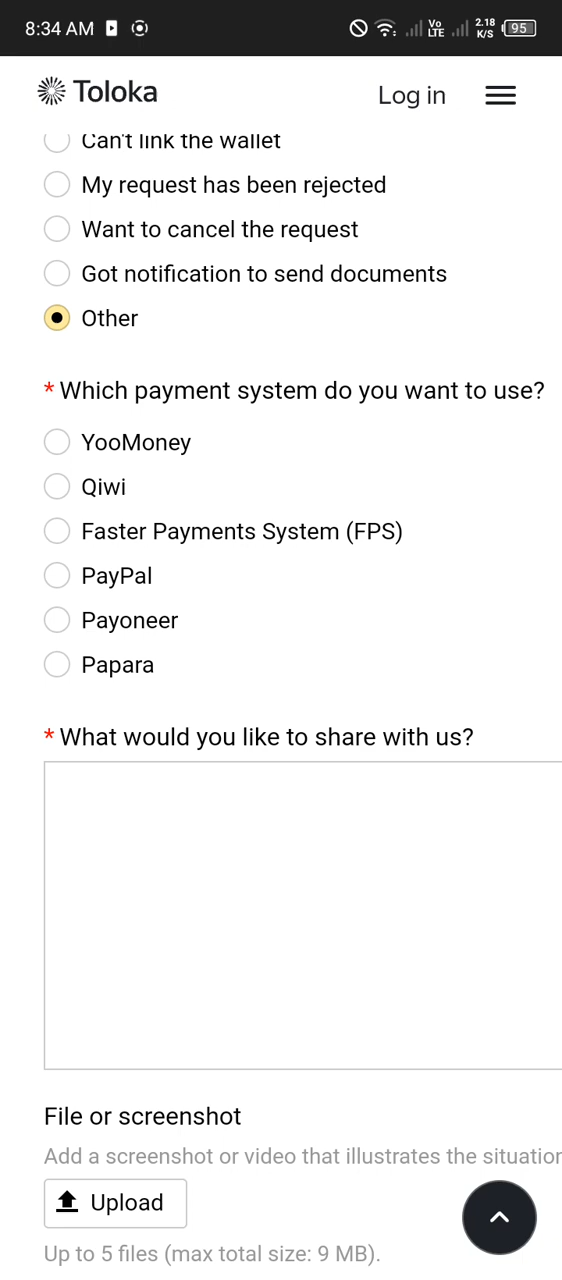 8:34 AM
Vo LTE
2.18 K/S
95
Toloka
Log in
Can't link the wallet
My request has been rejected
Want to cancel the request
Got notification to send documents
Other
* Which payment system do you want to use?
YooMoney
Qiwi
Faster Payments System (FPS)
PayPal
Payoneer
Papara
* What would you like to share with us?
File or screenshot
Add a screenshot or video that illustrates the situation
Upload
Up to 5 files (max total size: 9 MB).